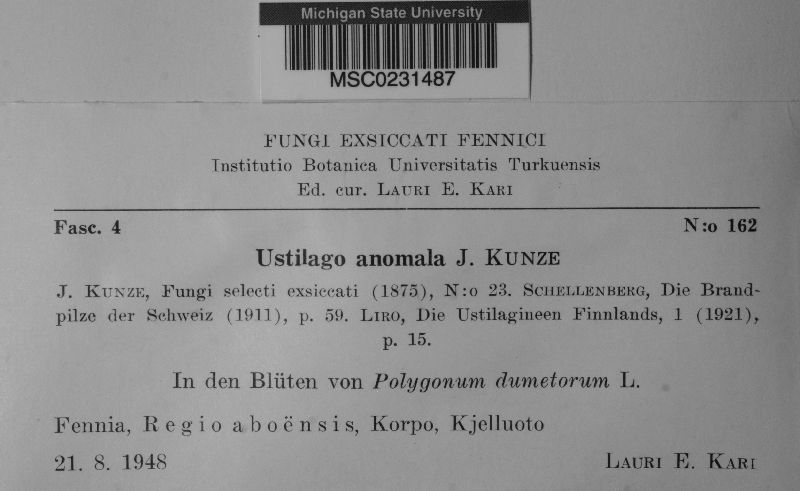 Michigan State University
MSC0231487
FUNGI EXSICCATI FENNICI
Institutio Botanica Universitatis Turkuensis
Ed. cur. LAURI E. KARI
Fasc. 4 N:o 162
Ustilago anomala J. KUNZE
J. KUNZE, Fungi selecti exsiccati (1875), N:o 23. SCHELLENBERG, Die Brand-
pilze der Schweiz (1911), p. 59. LIRO, Die Ustilagineen Finnlands, 1 (1921),
p. 15.
In den Blüten von Polygonum dumetorum L.
Fennia, Regio aboënsis, Korpo, Kjelluoto
21. 8. 1948 LAURI E. KARI